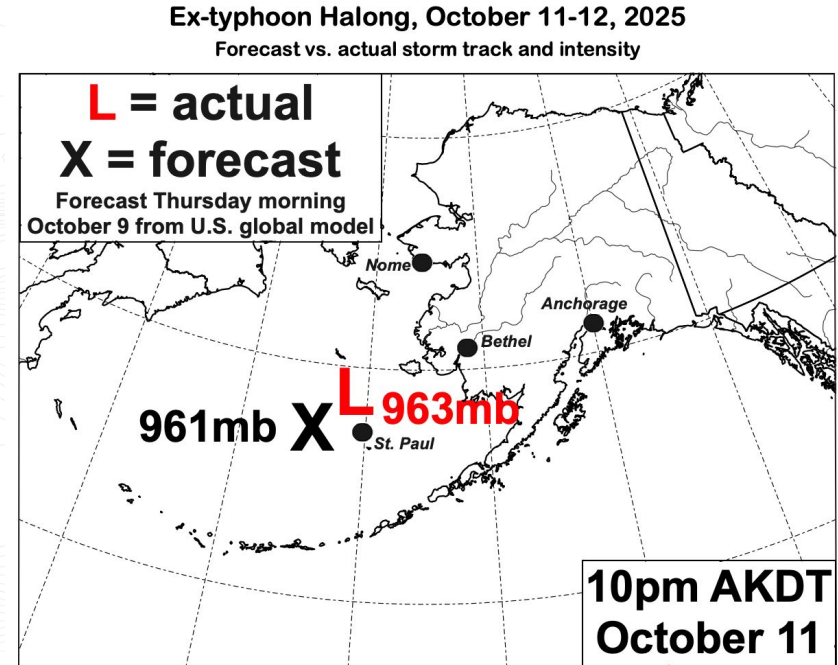 Ex-typhoon Halong, October 11-12, 2025
Forecast vs. actual storm track and intensity
L = actual
X = forecast
Forecast Thursday morning
October 9 from U.S. global model
Nome
Anchorage
Bethel
L 963mb
961mb X
St. Paul
10pm AKDT
October 11